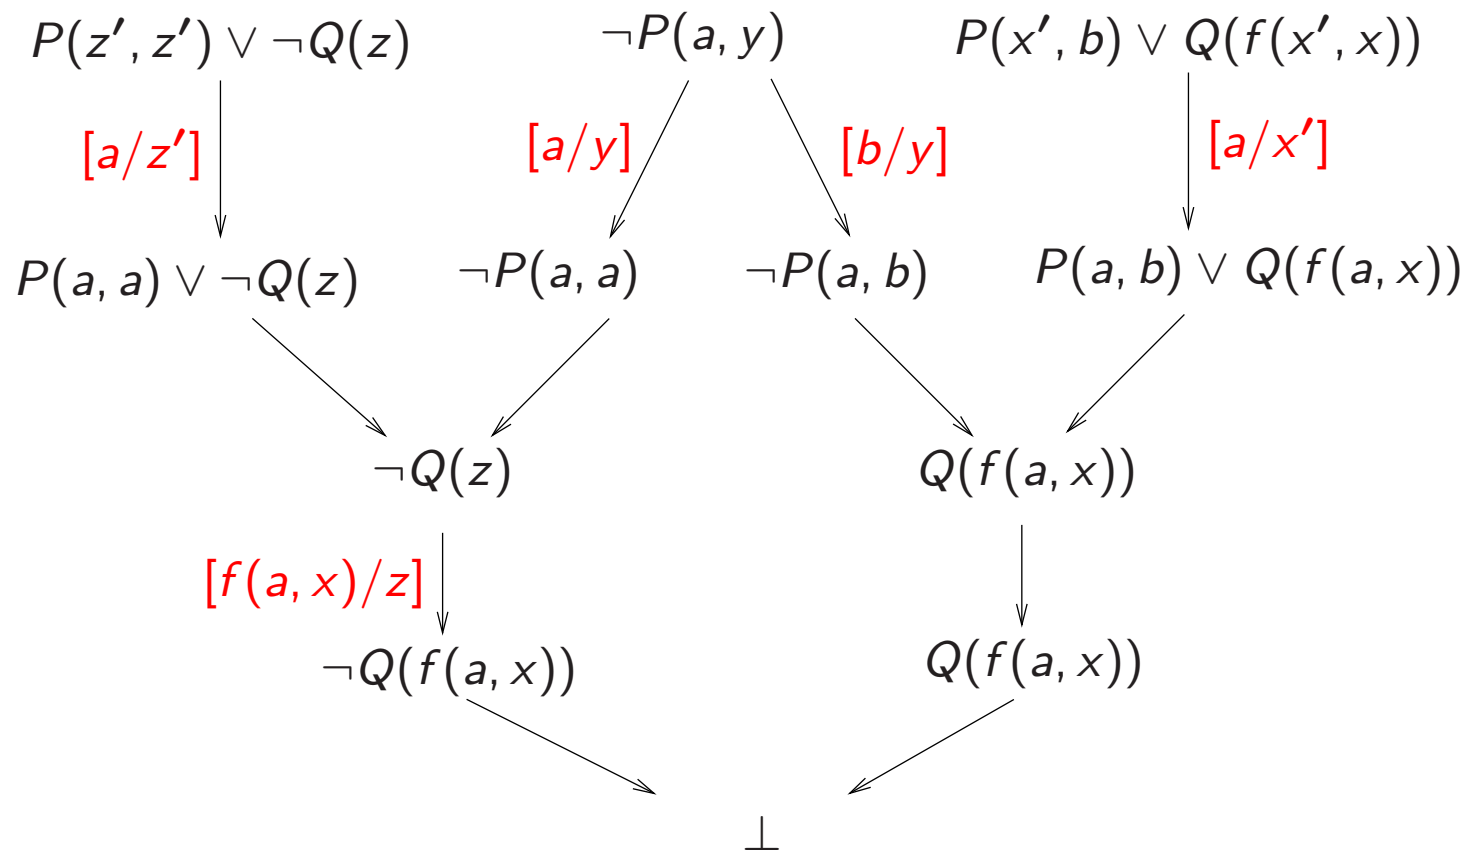 P(z′, z′) ∨ ¬Q(z) ¬P(a, y) P(x′, b) ∨ Q(f(x′, x))
[a/z′] [a/y] [b/y] [a/x′]
P(a, a) ∨ ¬Q(z) ¬P(a, a) ¬P(a, b) P(a, b) ∨ Q(f(a, x))
¬Q(z) Q(f(a, x))
[f(a, x)/z]
¬Q(f(a, x)) Q(f(a, x))
⊥